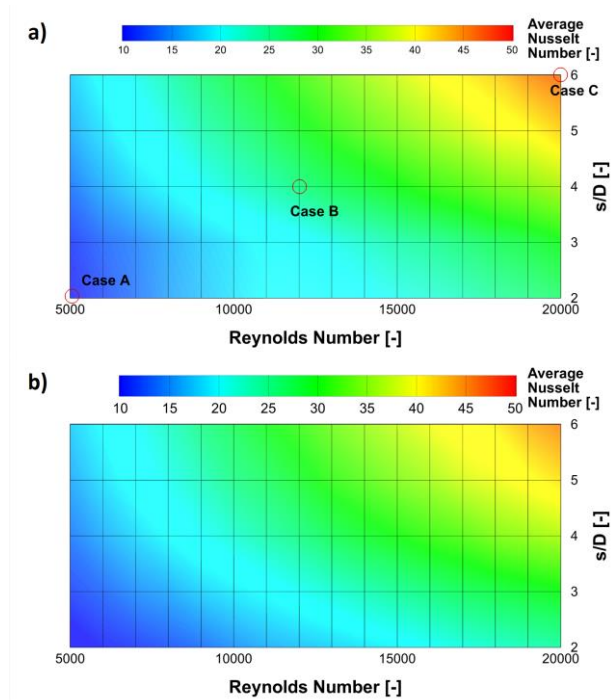 a)
Average
Nusselt
Number [-]
10 15 20 25 30 35 40 45 50
6
Case C
5
s/D [-]
4
Case B
3
Case A
2
5000 10000 15000 20000
Reynolds Number [-]
b)
Average
Nusselt
Number [-]
10 15 20 25 30 35 40 45 50
6
5
s/D [-]
4
3
2
5000 10000 15000 20000
Reynolds Number [-]